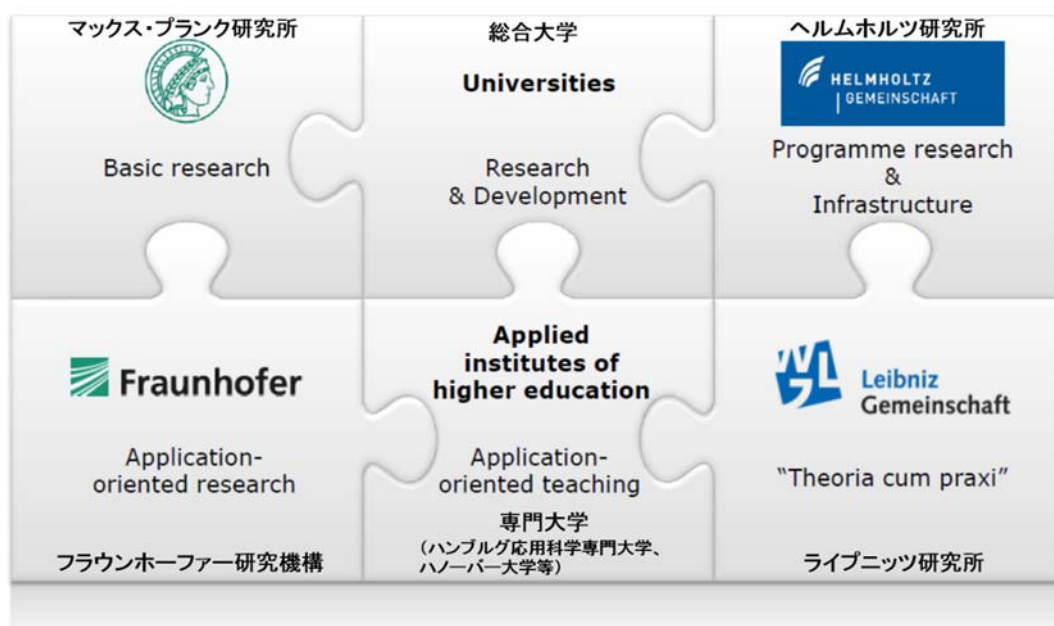 マックス・プランク研究所
Basic research
総合大学
Universities
Research
& Development
ヘルムホルツ研究所
HELMHOLTZ
GEMEINSCHAFT
Programme research
&
Infrastructure
Fraunhofer
Application-
oriented research
フラウンホーファー研究機構
Applied
institutes of
higher education
Application-
oriented teaching
専門大学
(ハンブルグ応用科学専門大学、
ハノーバー大学等)
Leibniz
Gemeinschaft
"Theoria cum praxi"
ライプニッツ研究所